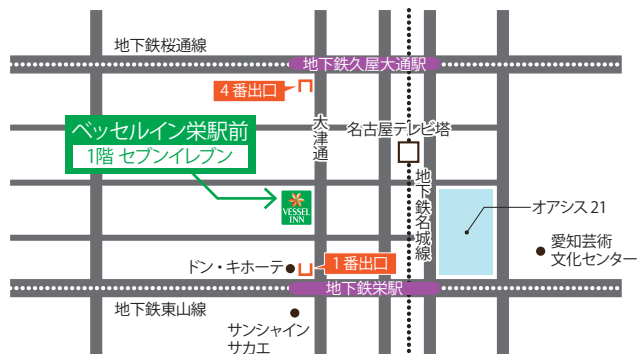 地下鉄桜通線
地下鉄久屋大通駅
4番出口
ベッセルイン栄駅前
1階 セブンイレブン
大津通
名古屋テレビ塔
地下鉄名城線
VESSEL
INN
オアシス21
愛知芸術
文化センター
ドン・キホーテ
1番出口
地下鉄栄駅
地下鉄東山線
サンシャイン
サカエ